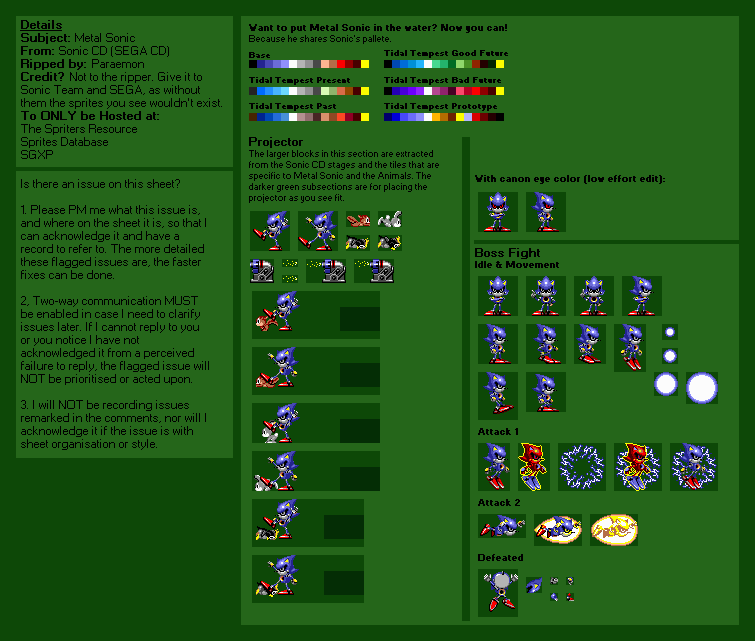 Details
Subject: Metal Sonic
From: Sonic CD (SEGA CD)
Ripped by: Paraemon
Credit? Not to the ripper. Give it to
Sonic Team and SEGA, as without
them the sprites you see wouldn't exist.
To ONLY be Hosted at:
The Spriters Resource
Sprites Database
SGXP
Is there an issue on this sheet?
1. Please PM me what this issue is,
and where on the sheet it is, so that I
can acknowledge it and have a
record to refer to. The more detailed
these flagged issues are, the faster
fixes can be done.
2, Two-way communication MUST
be enabled in case I need to clarify
issues later. If I cannot reply to you
or you notice I have not
acknowledged it from a perceived
failure to reply, the flagged issue will
NOT be prioritised or acted upon.
3. I will NOT be recording issues
remarked in the comments, nor will I
acknowledge it if the issue is with
sheet organisation or style.
Want to put Metal Sonic in the water? Now you can!
Because he shares Sonic's pallete.
Base
Tidal Tempest Good Future
Tidal Tempest Present
Tidal Tempest Bad Future
Tidal Tempest Past
Tidal Tempest Prototype
Projector
The larger blocks in this section are extracted
from the Sonic CD stages and the tiles that are
specific to Metal Sonic and the Animals. The
darker green subsections are for placing the
projector as you see fit.
With canon eye color (low effort edit):
Boss Fight
Idle & Movement
Attack 1
Attack 2
Defeated